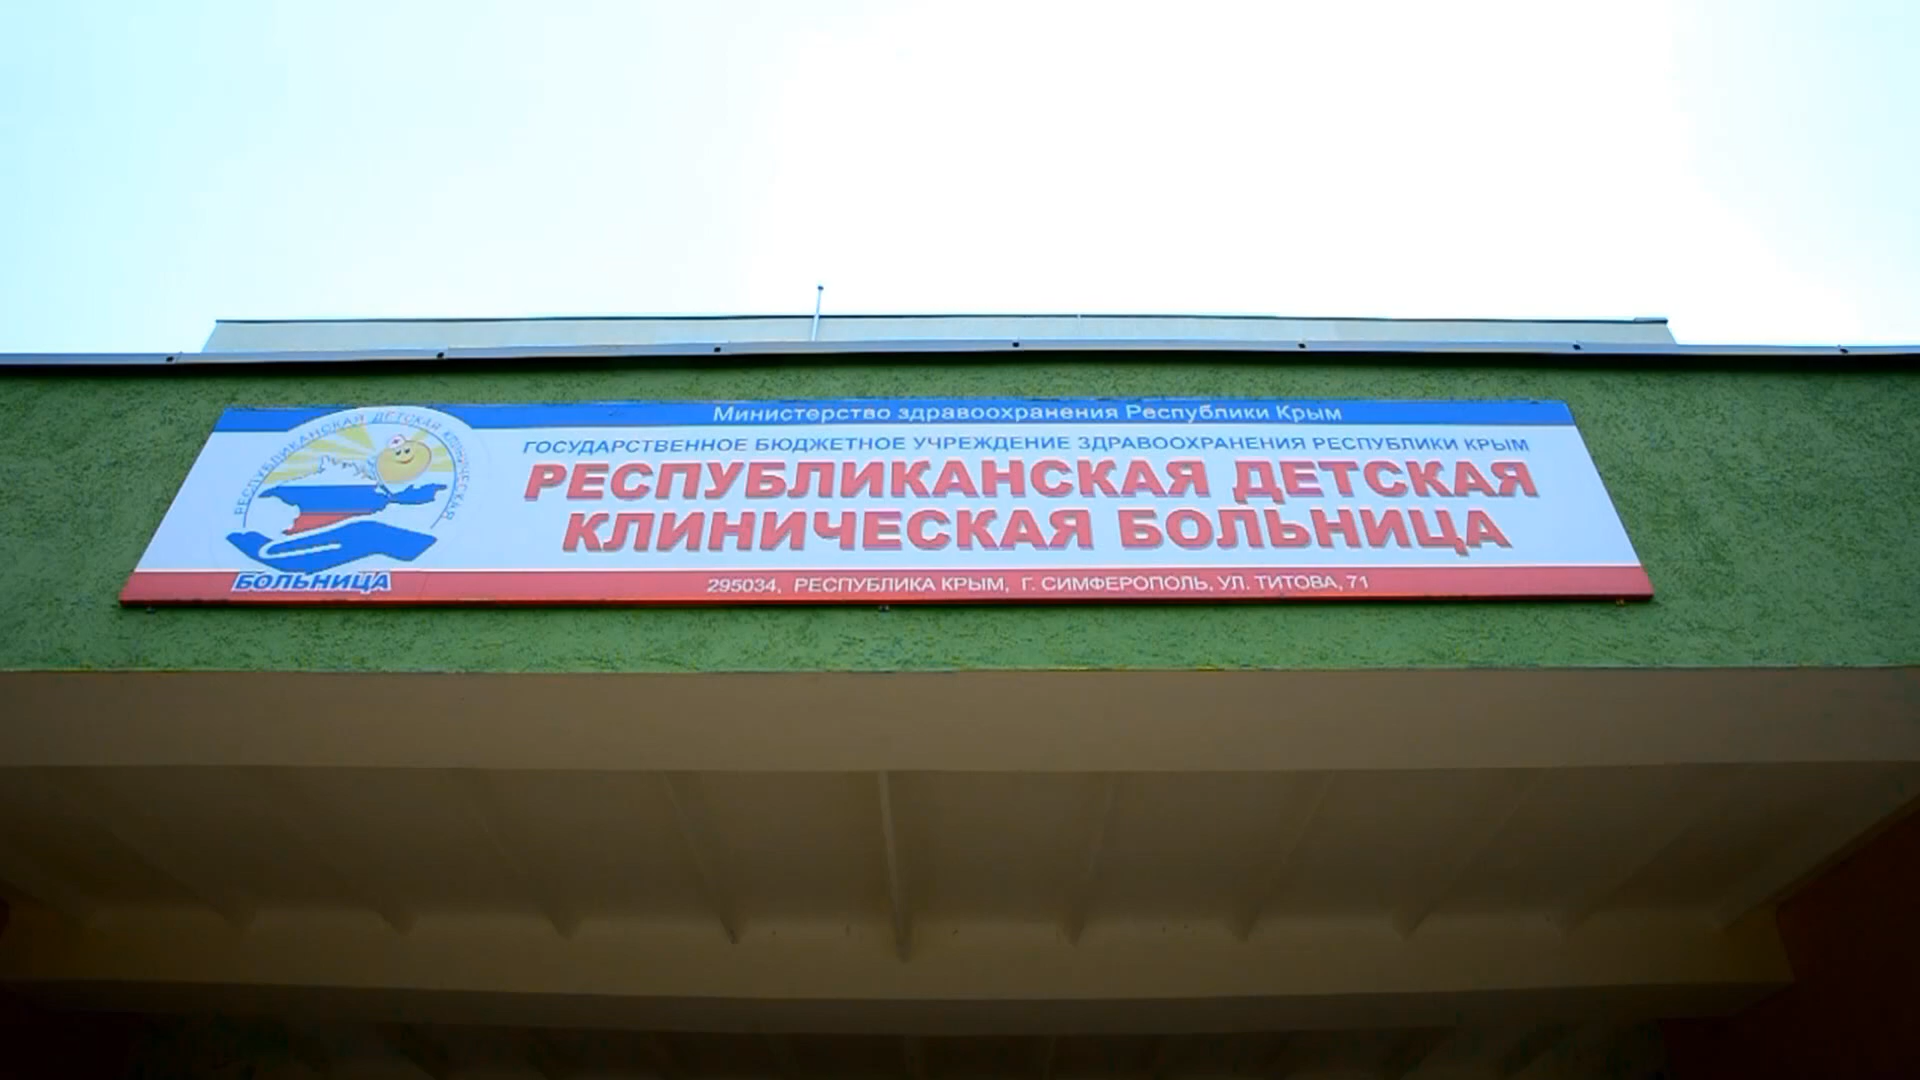 Министерство здравоохранения Республики Крым
ГОСУДАРСТВЕННОЕ БЮДЖЕТНОЕ УЧРЕЖДЕНИЕ ЗДРАВООХРАНЕНИЯ РЕСПУБЛИКИ КРЫМ
РЕСПУБЛИКАНСКАЯ ДЕТСКАЯ
КЛИНИЧЕСКАЯ БОЛЬНИЦА
295034, РЕСПУБЛИКА КРЫМ, Г. СИМФЕРОПОЛЬ, УЛ. ТИТОВА, 71
РЕСПУБЛИКАНСКАЯ ДЕТСКАЯ КЛИНИЧЕСКАЯ
БОЛЬНИЦА